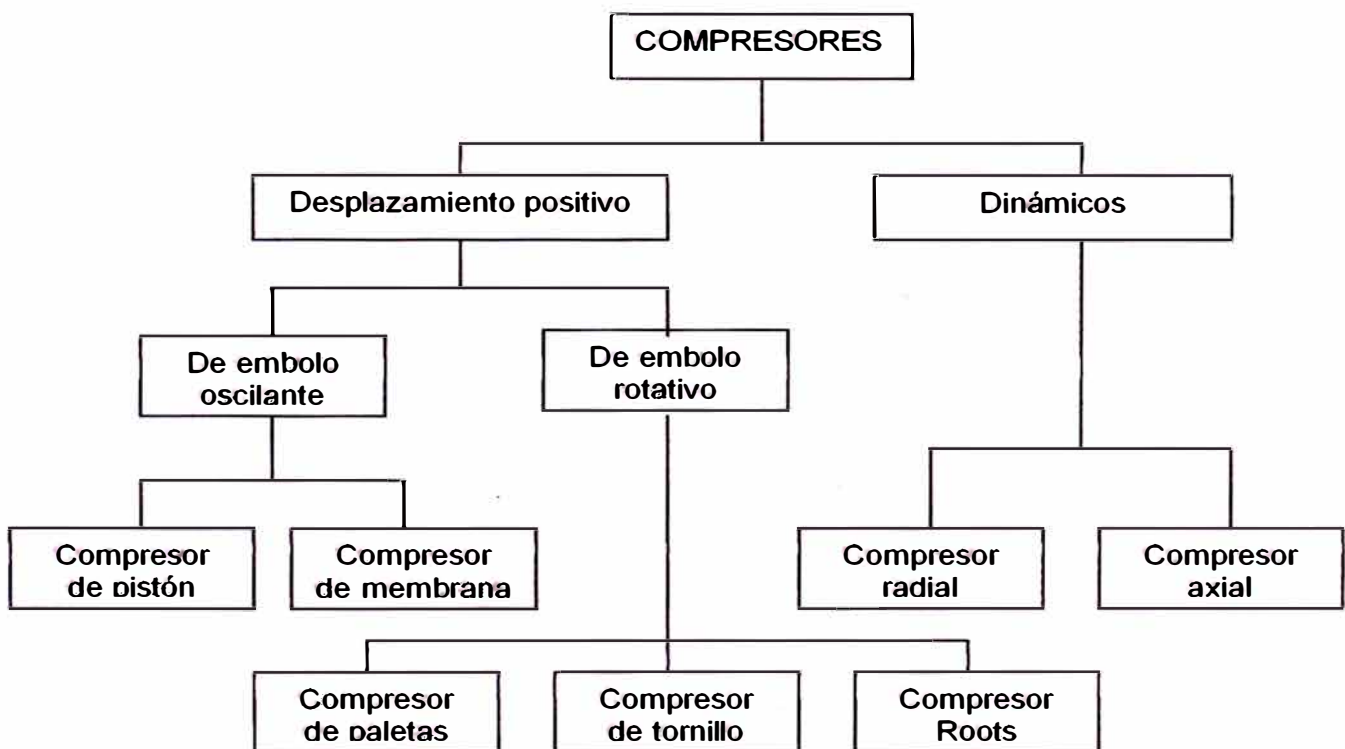 COMPRESORES
Desplazamiento positivo
Dinámicos
De embolo
oscilante
De embolo
rotativo
Compresor
de pistón
Compresor
de membrana
Compresor
radial
Compresor
axial
Compresor
de paletas
Compresor
de tornillo
Compresor
Roots